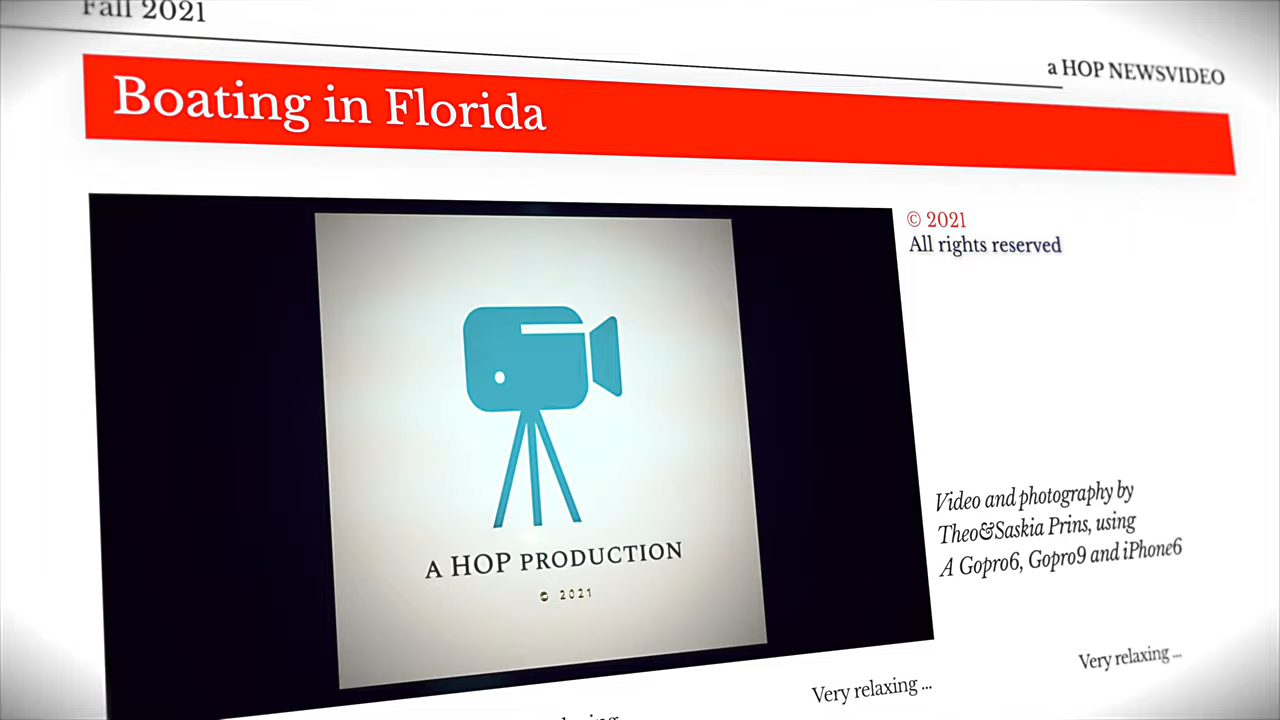 Fall 2021
a HOP NEWSVIDEO
Boating in Florida
© 2021
All rights reserved
A HOP PRODUCTION
© 2021
Video and photography by
Theo&Saskia Prins, using
A Gopro6, Gopro9 and iPhone6
Very relaxing ...
Very relaxing ...